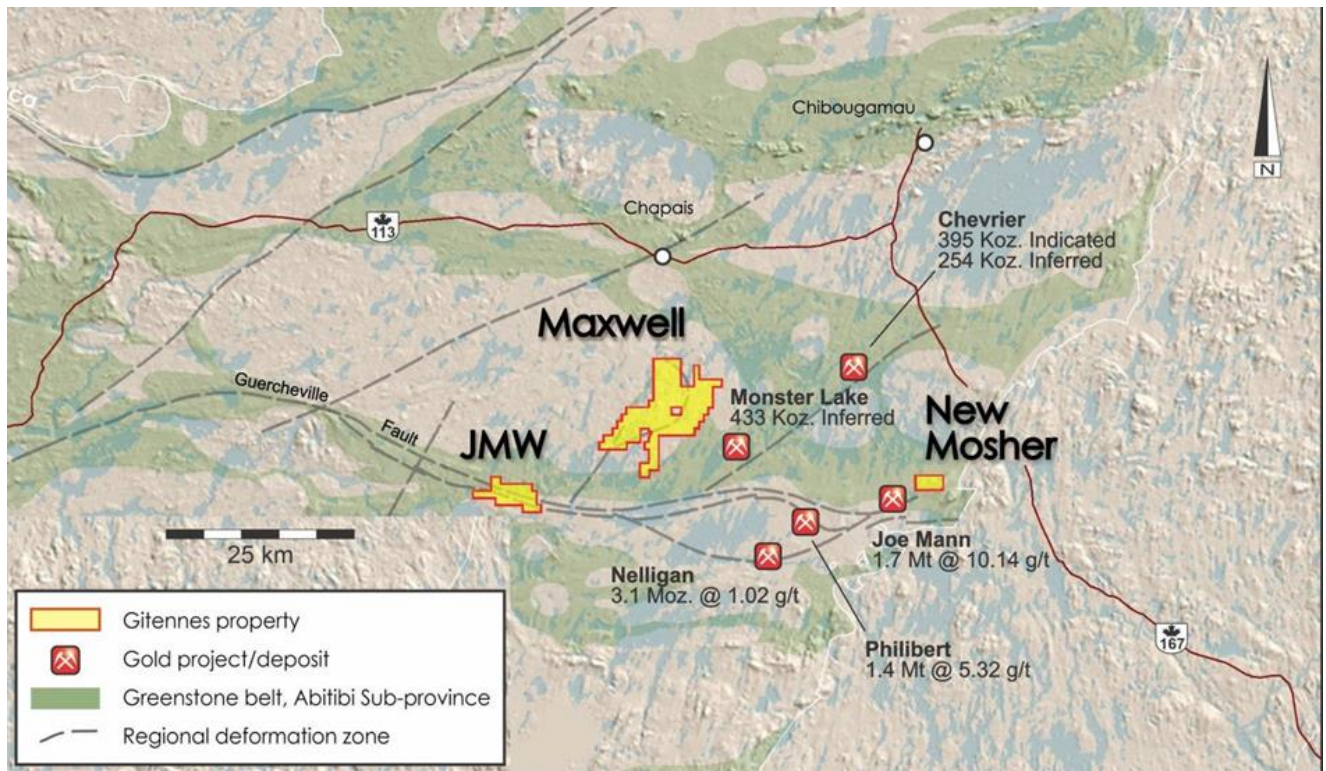 Co
Chibougamau
N
Chapais
113
Chevrier
395 Koz. Indicated
254 Koz. Inferred
Maxwell
Guercheville
Fault
Monster Lake
433 Koz. Inferred
New
Mosher
JMW
25 km
Joe Mann
1.7 Mt @ 10.14 g/t
Nelligan
3.1 Moz. @ 1.02 g/t
Philibert
1.4 Mt @ 5.32 g/t
167
Gitennes property
Gold project/deposit
Greenstone belt, Abitibi Sub-province
Regional deformation zone